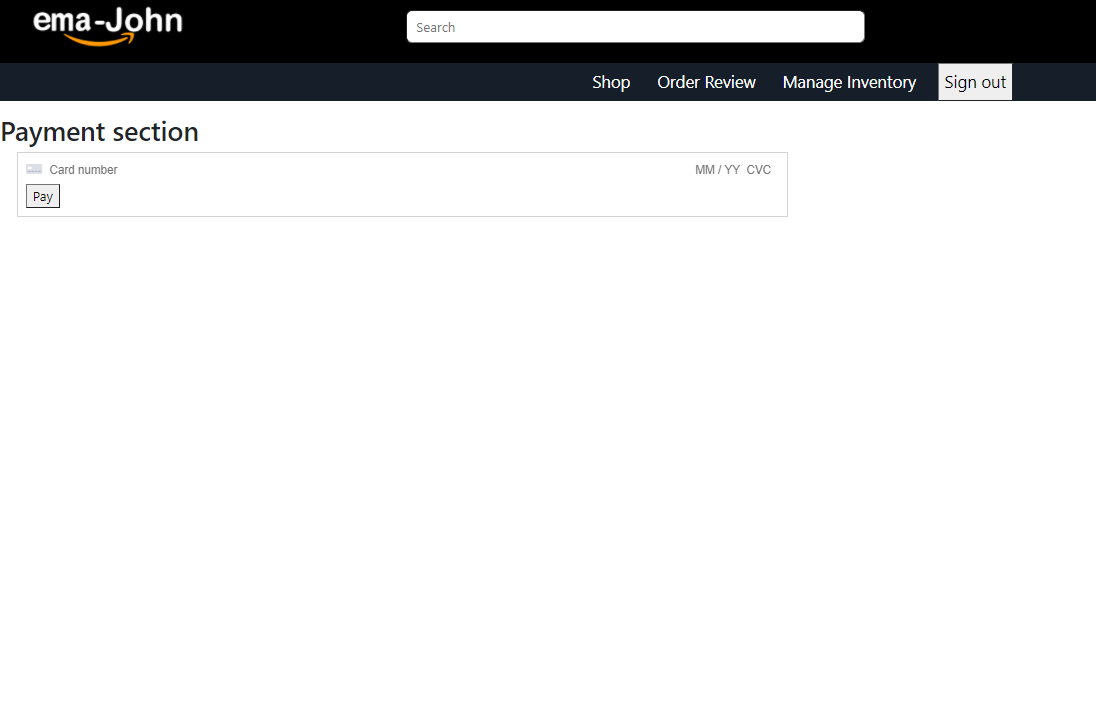 ema-John
Search
Shop Order Review Manage Inventory Sign out
Payment section
Card number MM / YY CVC
Pay